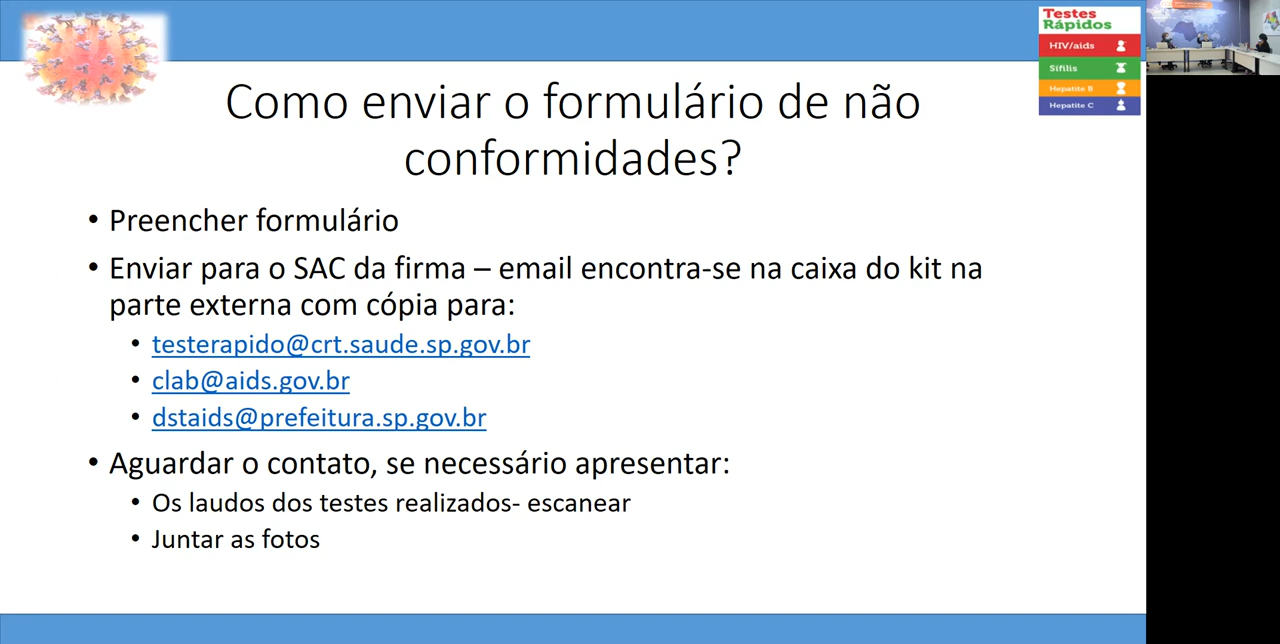 Testes
Rápidos
HIV/aids
Sífilis
Hepatite B
Hepatite C
Como enviar o formulário de não
conformidades?
• Preencher formulário
• Enviar para o SAC da firma – email encontra-se na caixa do kit na
parte externa com cópia para:
• testerapido@crt.saude.sp.gov.br
• clab@aids.gov.br
• dstaids@prefeitura.sp.gov.br
• Aguardar o contato, se necessário apresentar:
• Os laudos dos testes realizados- escanear
• Juntar as fotos